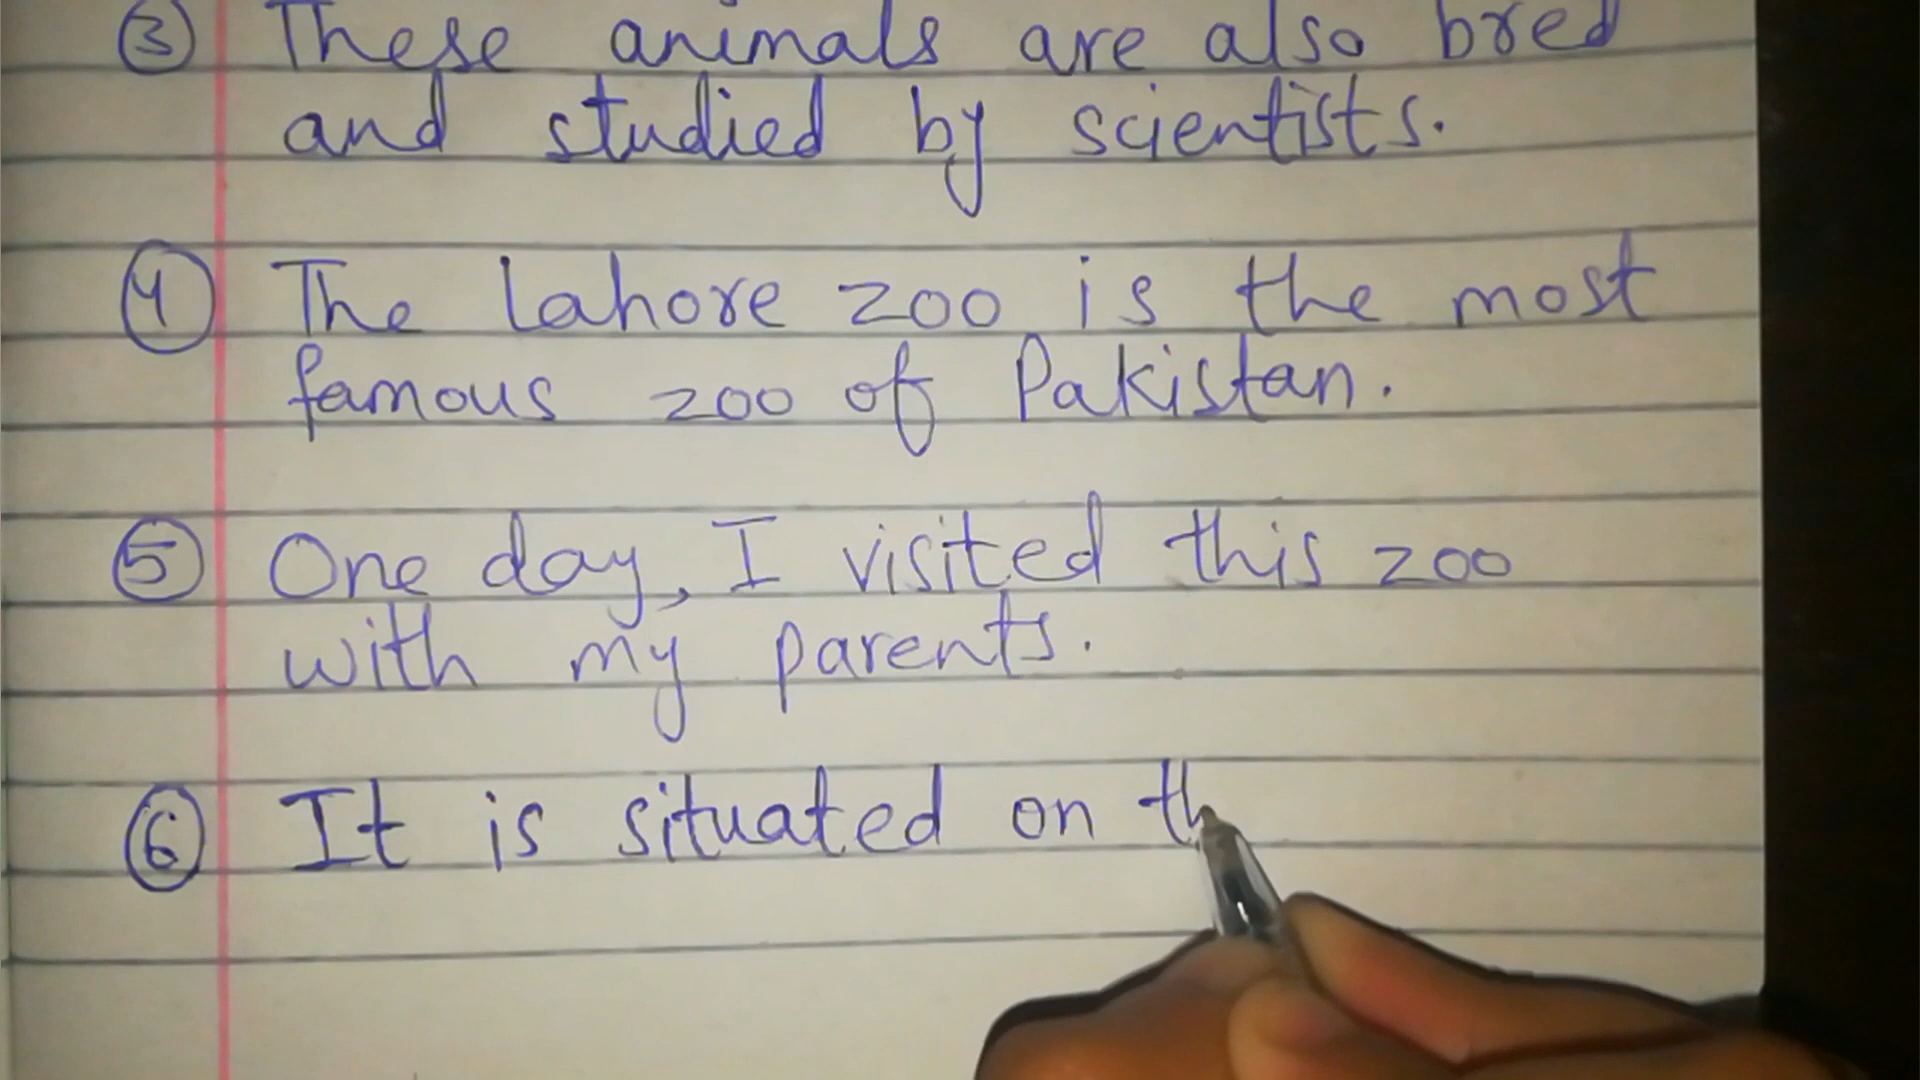 ③ These animals are also bred
and studied by scientists.
④ The Lahore zoo is the most
famous zoo of Pakistan.
⑤ One day, I visited this zoo
with my parents.
⑥ It is situated on th